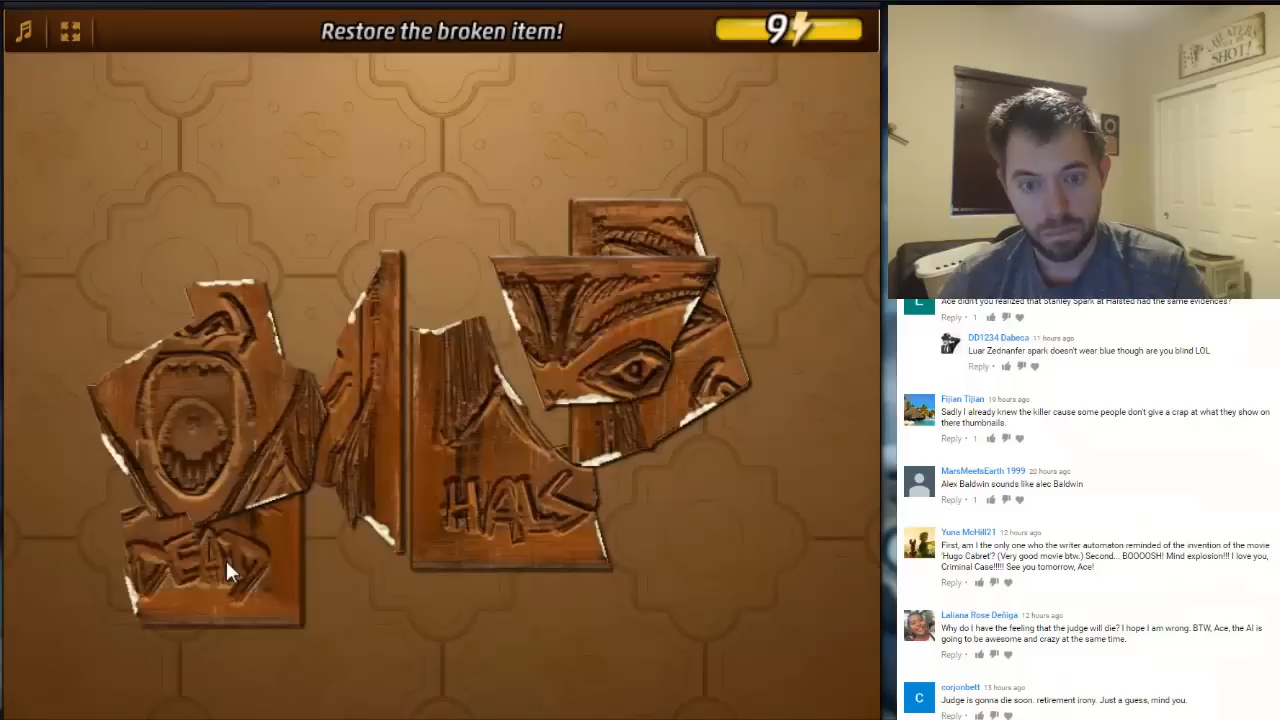 Restore the broken item!
9
SHOT!
HALS
DEAD
Ace didn't you realized that Stanley Spark at Halsted had the same evidences?
Reply • 1
DD1234 Dabeca 11 hours ago
Luar Zednanfer spark doesn't wear blue though are you blind LOL
Reply •
Fijian Tijian 19 hours ago
Sadly I already knew the killer cause some people don't give a crap at what they show on
there thumbnails.
Reply • 1
MarsMeetsEarth 1999 20 hours ago
Alex Baldwin sounds like alec Baldwin
Reply • 1
Yuna McHill21 12 hours ago
First, am I the only one who the writer automaton reminded of the invention of the movie
'Hugo Cabret'? (Very good movie btw.) Second... BOOOOSH! Mind explosion!!! I love you,
Criminal Case!!!!! See you tomorrow, Ace!
Reply •
Laliana Rose Deñiga 12 hours ago
Why do I have the feeling that the judge will die? I hope I am wrong. BTW, Ace, the AI is
going to be awesome and crazy at the same time.
Reply •
C
corjonbett 13 hours ago
Judge is gonna die soon. retirement irony. Just a guess, mind you.
Reply •